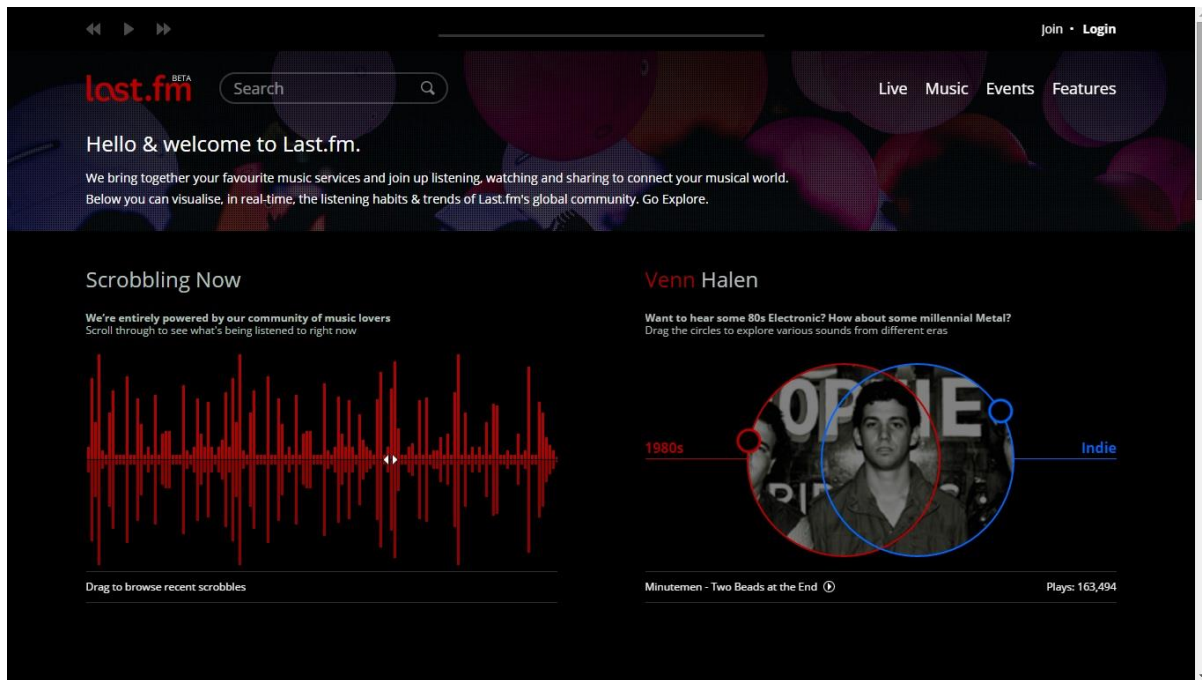 Join • Login
last.fm BETA
Search
Live Music Events Features
Hello & welcome to Last.fm.
We bring together your favourite music services and join up listening, watching and sharing to connect your musical world.
Below you can visualise, in real-time, the listening habits & trends of Last.fm's global community. Go Explore.
Scrobbling Now
We're entirely powered by our community of music lovers
Scroll through to see what's being listened to right now
Drag to browse recent scrobbles
Venn Halen
Want to hear some 80s Electronic? How about some millennial Metal?
Drag the circles to explore various sounds from different eras
1980s
Indie
Minutemen - Two Beads at the End
Plays: 163,494